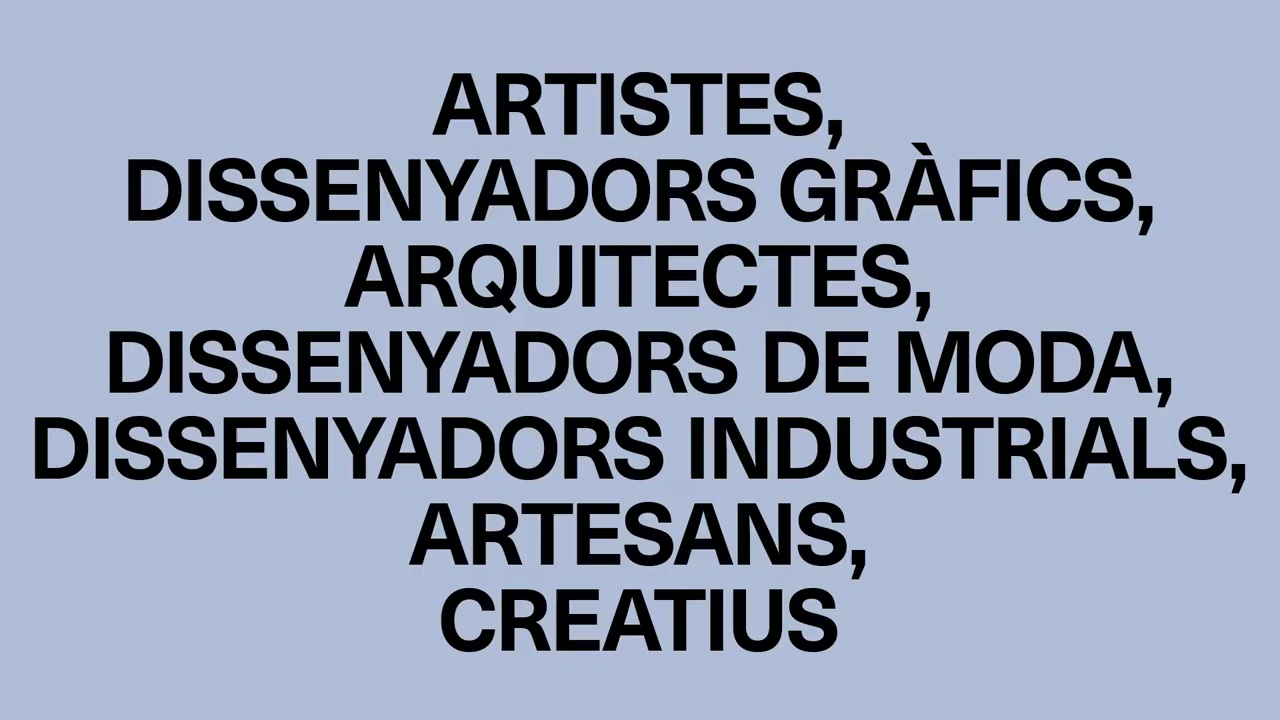 ARTISTES,
DISSENYADORS GRÀFICS,
ARQUITECTES,
DISSENYADORS DE MODA,
DISSENYADORS INDUSTRIALS,
ARTESANS,
CREATIUS